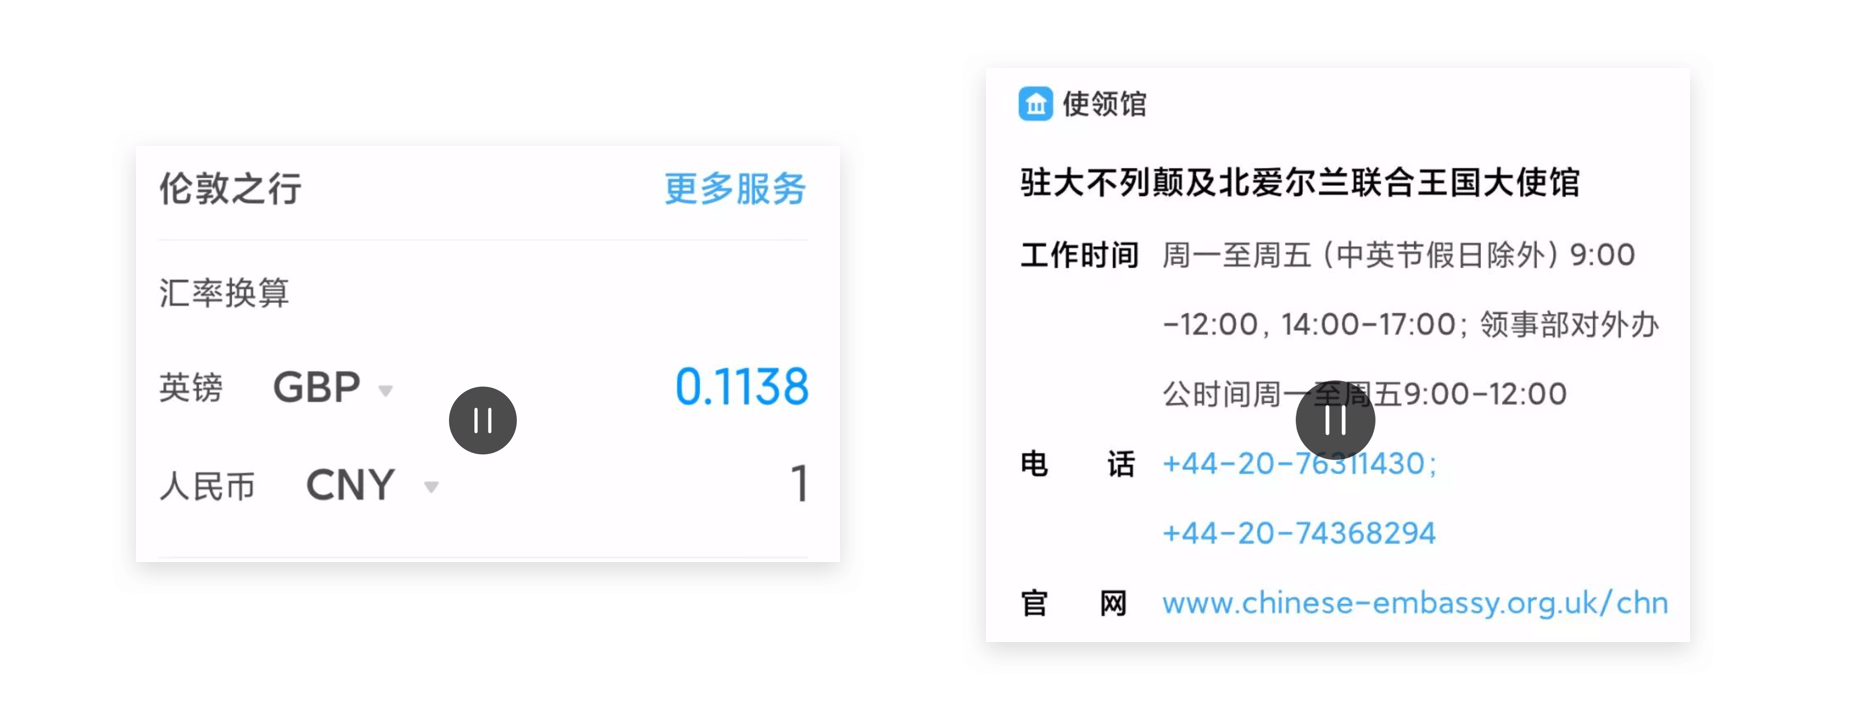 伦敦之行 更多服务
汇率换算
英镑 GBP 0.1138
人民币 CNY 1
使领馆
驻大不列颠及北爱尔兰联合王国大使馆
工作时间 周一至周五（中英节假日除外）9:00
-12:00, 14:00-17:00; 领事部对外办
公时间周一至周五9:00-12:00
电 话 +44-20-76311430;
+44-20-74368294
官 网 www.chinese-embassy.org.uk/chn